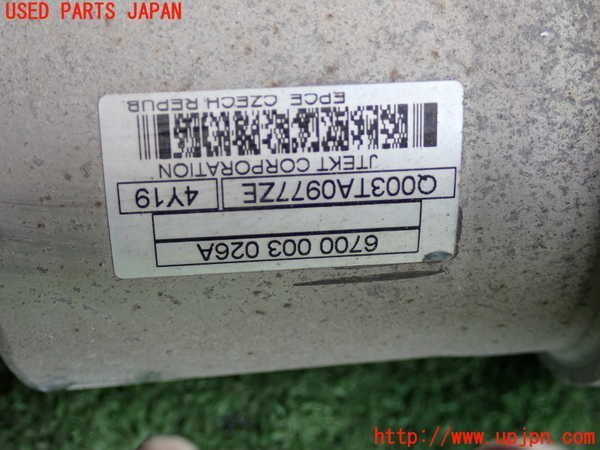 USED PARTS JAPAN
6700 003 026A
Q003TA0977ZE 4Y19
JTEKT CORPORATION
EPCE CZECH REPUB.
http://www.upjpn.com/